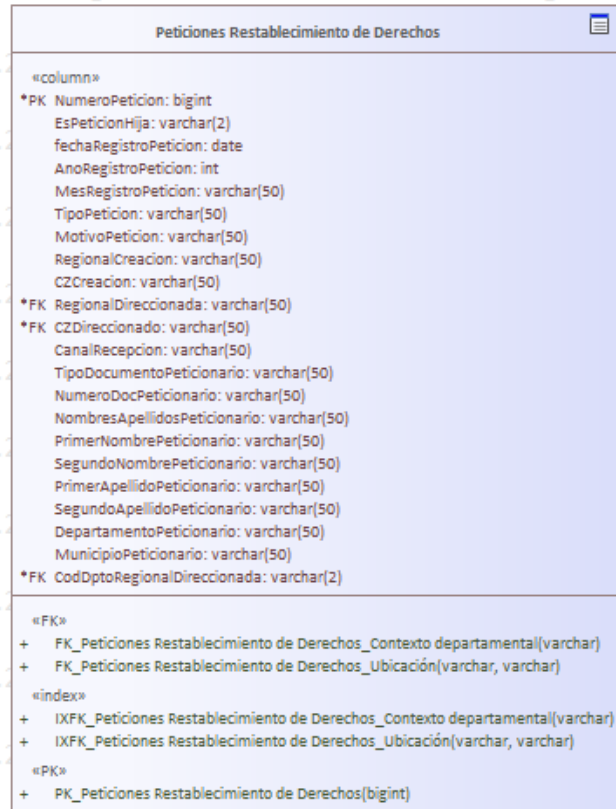 Peticiones Restablecimiento de Derechos
«column»
*PK NumeroPeticion: bigint
EsPeticionHija: varchar(2)
fechaRegistroPeticion: date
AnoRegistroPeticion: int
MesRegistroPeticion: varchar(50)
TipoPeticion: varchar(50)
MotivoPeticion: varchar(50)
RegionalCreacion: varchar(50)
CZCreacion: varchar(50)
*FK RegionalDireccionada: varchar(50)
*FK CZDireccionado: varchar(50)
CanalRecepcion: varchar(50)
TipoDocumentoPeticionario: varchar(50)
NumeroDocPeticionario: varchar(50)
NombresApellidosPeticionario: varchar(50)
PrimerNombrePeticionario: varchar(50)
SegundoNombrePeticionario: varchar(50)
PrimerApellidoPeticionario: varchar(50)
SegundoApellidoPeticionario: varchar(50)
DepartamentoPeticionario: varchar(50)
MunicipioPeticionario: varchar(50)
*FK CodDptoRegionalDireccionada: varchar(2)
«FK»
+ FK_Peticiones Restablecimiento de Derechos_Contexto departamental(varchar)
+ FK_Peticiones Restablecimiento de Derechos_Ubicación(varchar, varchar)
«index»
+ IXFK_Peticiones Restablecimiento de Derechos_Contexto departamental(varchar)
+ IXFK_Peticiones Restablecimiento de Derechos_Ubicación(varchar, varchar)
«PK»
+ PK_Peticiones Restablecimiento de Derechos(bigint)